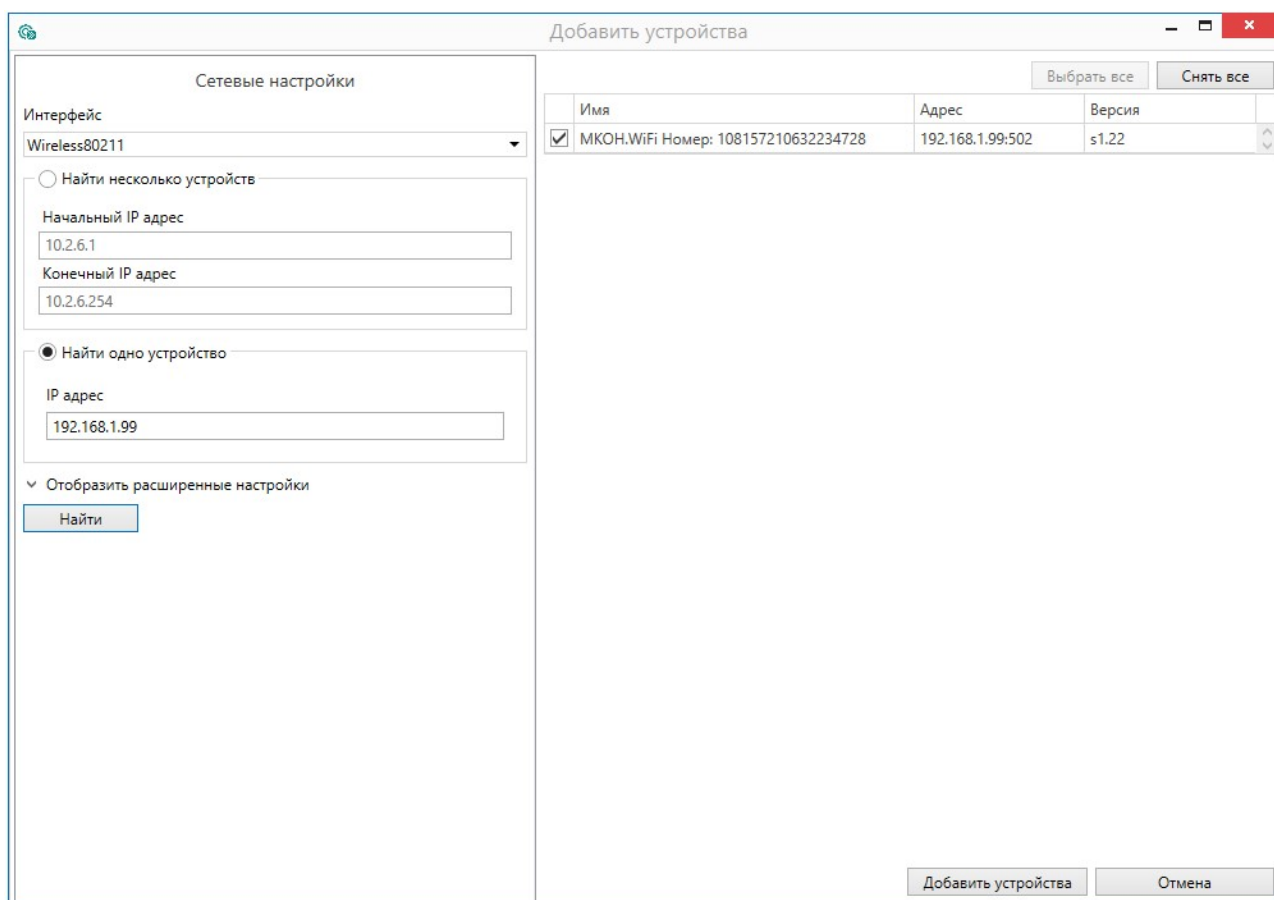 Добавить устройства
Сетевые настройки
Интерфейс
Wireless80211
Найти несколько устройств
Начальный IP адрес
10.2.6.1
Конечный IP адрес
10.2.6.254
Найти одно устройство
IP адрес
192.168.1.99
Отобразить расширенные настройки
Найти
Выбрать все Снять все
Имя Адрес Версия
МКОН.WiFi Номер: 108157210632234728 192.168.1.99:502 s1.22
Добавить устройства Отмена